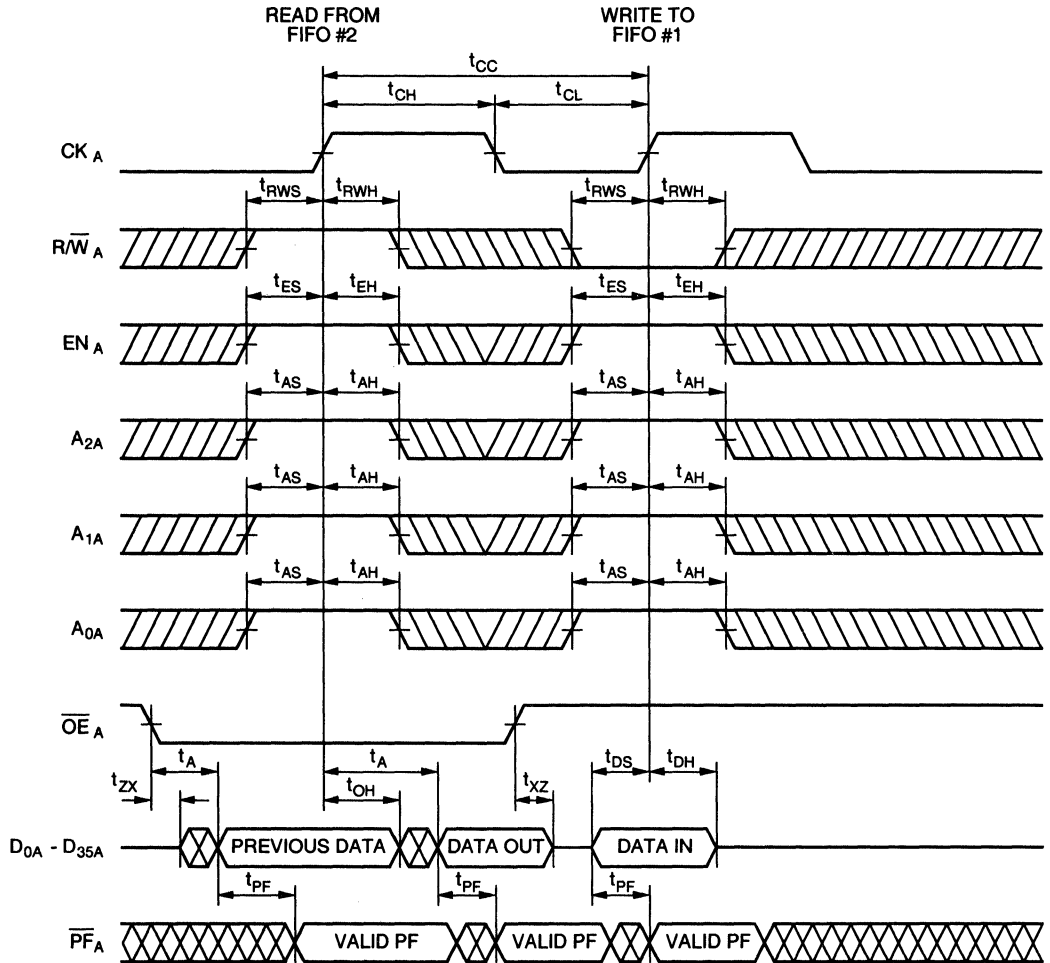 READ FROM
FIFO #2
WRITE TO
FIFO #1
tCC
tCH
tCL
CK A
tRWS
tRWH
tRWS
tRWH
R/W̅ A
tES
tEH
tES
tEH
EN A
tAS
tAH
tAS
tAH
A2A
tAS
tAH
tAS
tAH
A1A
tAS
tAH
tAS
tAH
A0A
O̅E̅ A
tA
tA
tDS
tDH
tZX
tOH
tXZ
D0A - D35A
PREVIOUS DATA
DATA OUT
DATA IN
tPF
tPF
tPF
P̅F̅A
VALID PF
VALID PF
VALID PF